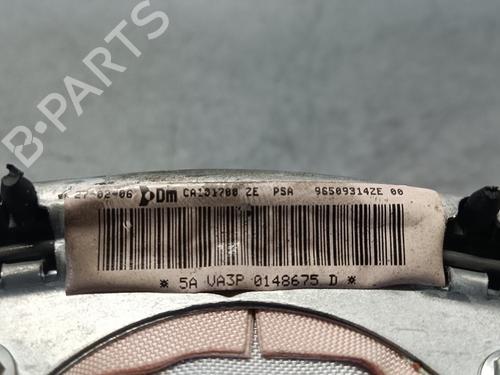 27-02-06 Dm CA101700 ZE PSA 96509314ZE 00
* 5A VA3P 0148675 D *
B-PARTS